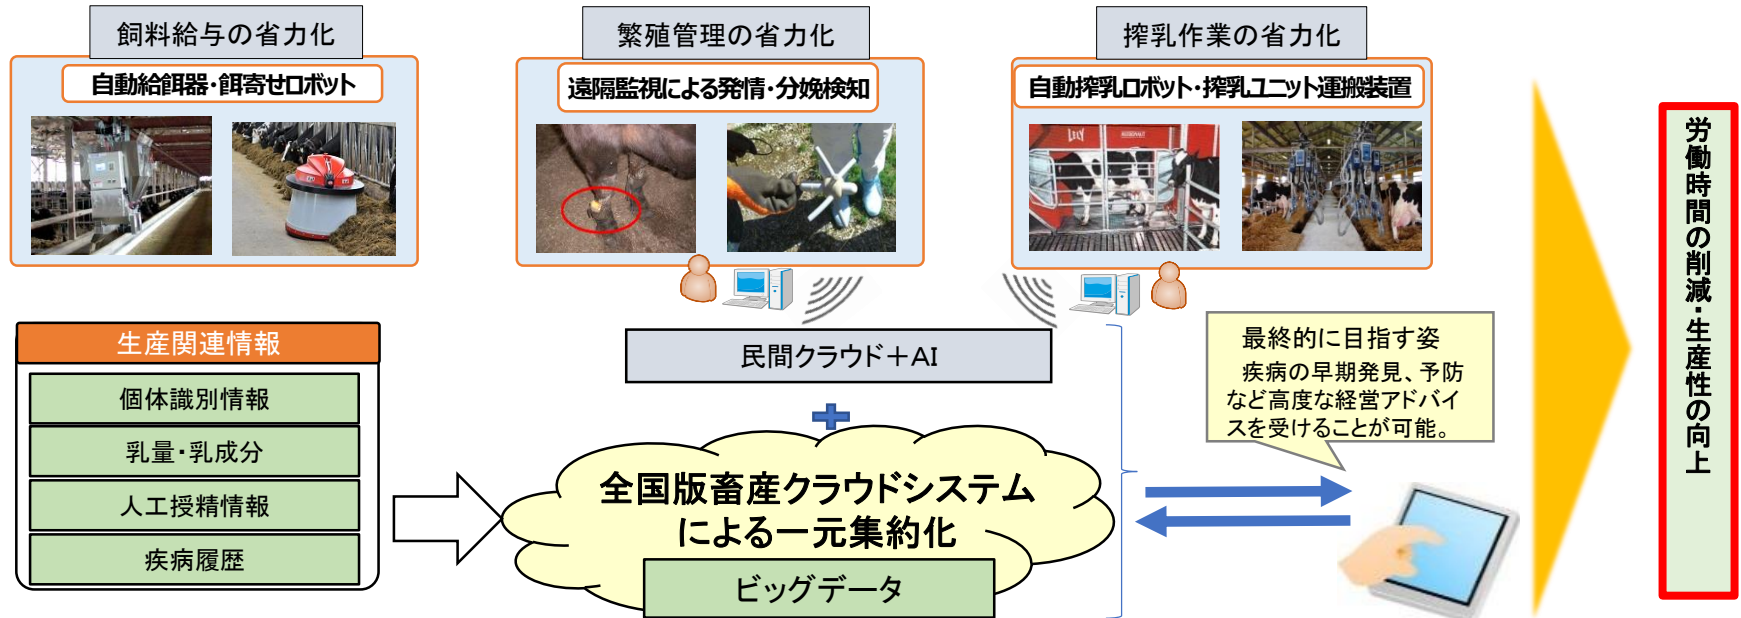 飼料給与の省力化
自動給餌器・餌寄せロボット
繁殖管理の省力化
遠隔監視による発情・分娩検知
搾乳作業の省力化
自動搾乳ロボット・搾乳ユニット運搬装置
LELY
生産関連情報
個体識別情報
乳量・乳成分
人工授精情報
疾病履歴
民間クラウド＋AI
全国版畜産クラウドシステム
による一元集約化
ビッグデータ
最終的に目指す姿
疾病の早期発見、予防
など高度な経営アドバイ
スを受けることが可能。
労働時間の削減・生産性の向上